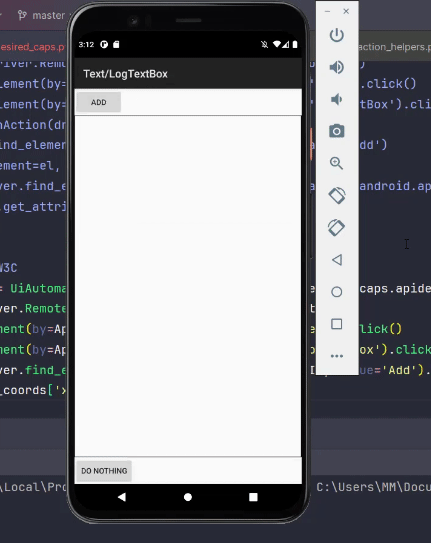 master
esired_caps.py
action_helpers.py
3:12
Text/LogTextBox
ADD
DO NOTHING
river.Remo
lement(by=
.click()
lement(by=
tBox').cli
nAction(dr
ind_elemen
dd')
ement=el,
ver.find_e
android.ap
.get_attri
W3C
= UiAutoma
caps.apide
ver.Remote
ment(by=Ap
lick()
ment(by=Ap
ox').click
ver.find_e
='Add').
_coords['x
\Local\Pro
C:\Users\MM\Docu